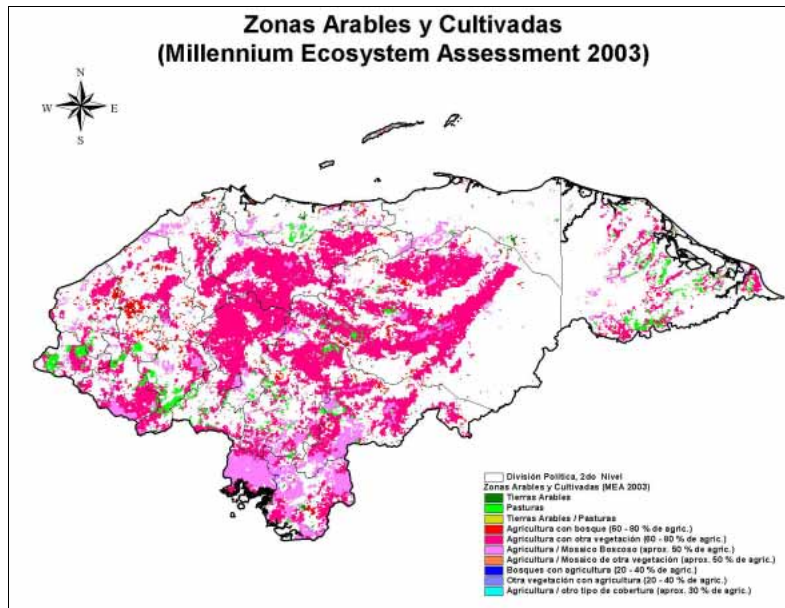 Zonas Arables y Cultivadas
(Millennium Ecosystem Assessment 2003)
N
W E
S
División Política, 2do Nivel
Zonas Arables y Cultivadas (MEA 2003)
Tierras Arables
Pasturas
Tierras Arables / Pasturas
Agricultura con bosque (60 - 80 % de agric.)
Agricultura con otra vegetación (60 - 80 % de agric.)
Agricultura / Mosaico Boscoso (aprox. 50 % de agric.)
Agricultura / Mosaico de otra vegetación (aprox. 50 % de agric.)
Bosques con agricultura (20 - 40 % de agric.)
Otra vegetación con agricultura (20 - 40 % de agric.)
Agricultura / otro tipo de cobertura (aprox. 30 % de agric.)